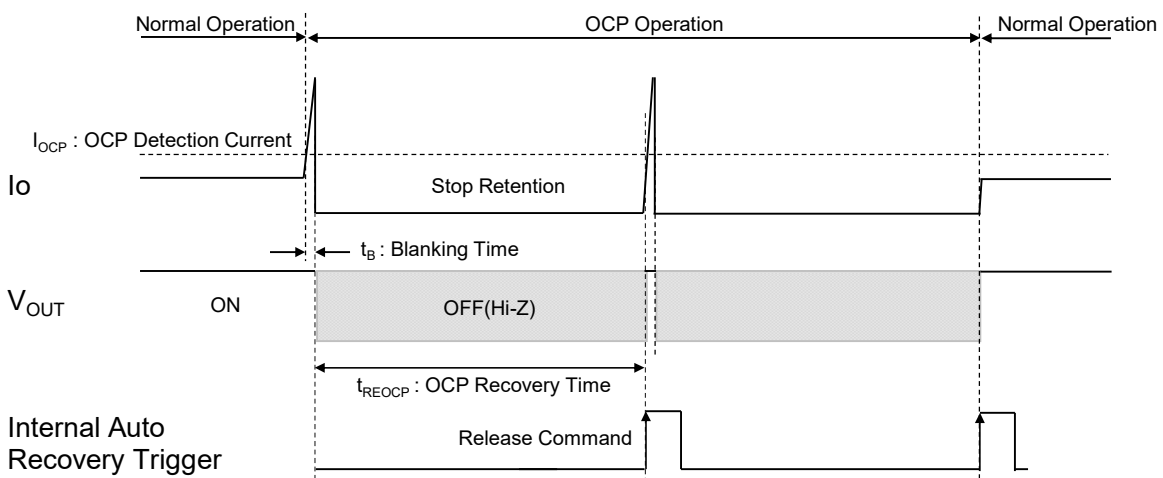 Normal Operation
OCP Operation
Normal Operation
IOCP : OCP Detection Current
Io
Stop Retention
tB : Blanking Time
VOUT
ON
OFF(Hi-Z)
tREOCP : OCP Recovery Time
Internal Auto
Recovery Trigger
Release Command